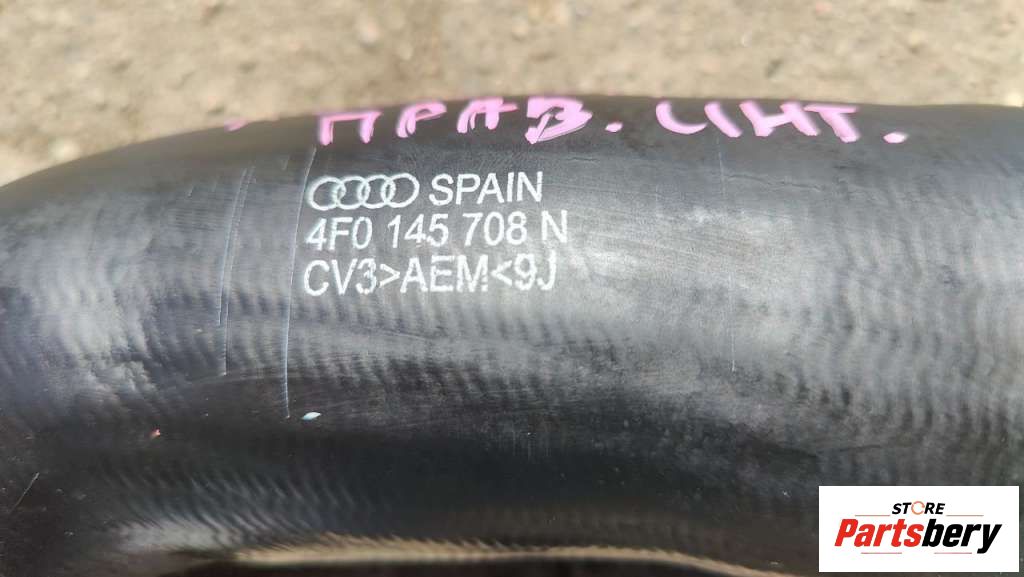 ПРАВ. ИНТ.
SPAIN
4F0 145 708 N
CV3>AEM<9J
STORE
Partsbery